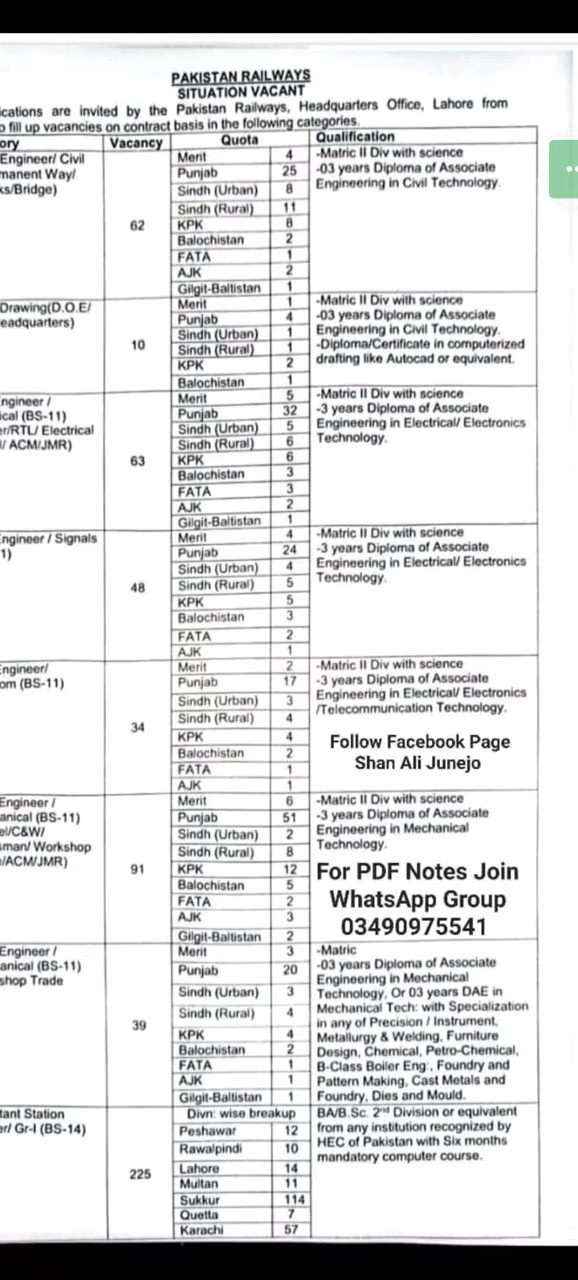 PAKISTAN RAILWAYS
SITUATION VACANT
ications are invited by the Pakistan Railways, Headquarters Office, Lahore from
o fill up vacancies on contract basis in the following categories.
ory Vacancy Quota Qualification
Engineer/ Civil
manent Way/
ks/Bridge)
62
Merit 4
Punjab 25
Sindh (Urban) 8
Sindh (Rural) 11
KPK 8
Balochistan 2
FATA 1
AJK 2
Gilgit-Baltistan 1
-Matric II Div with science
-03 years Diploma of Associate
Engineering in Civil Technology.
Drawing(D.O.E/
eadquarters)
10
Merit 1
Punjab 4
Sindh (Urban) 1
Sindh (Rural) 1
KPK 2
Balochistan 1
-Matric II Div with science
-03 years Diploma of Associate
Engineering in Civil Technology.
-Diploma/Certificate in computerized
drafting like Autocad or equivalent.
ngineer /
ical (BS-11)
er/RTL/ Electrical
/ ACM/JMR)
63
Merit 5
Punjab 32
Sindh (Urban) 5
Sindh (Rural) 6
KPK 6
Balochistan 3
FATA 3
AJK 2
Gilgit-Baltistan 1
-Matric II Div with science
-3 years Diploma of Associate
Engineering in Electrical/ Electronics
Technology.
ngineer / Signals
1)
48
Merit 4
Punjab 24
Sindh (Urban) 4
Sindh (Rural) 5
KPK 5
Balochistan 3
FATA 2
AJK 1
-Matric II Div with science
-3 years Diploma of Associate
Engineering in Electrical/ Electronics
Technology.
ngineer/
om (BS-11)
34
Merit 2
Punjab 17
Sindh (Urban) 3
Sindh (Rural) 4
KPK 4
Balochistan 2
FATA 1
AJK 1
-Matric II Div with science
-3 years Diploma of Associate
Engineering in Electrical/ Electronics
/Telecommunication Technology.
Follow Facebook Page
Shan Ali Junejo
Engineer /
anical (BS-11)
el/C&W/
sman/ Workshop
e/ACM/JMR)
91
Merit 6
Punjab 51
Sindh (Urban) 2
Sindh (Rural) 8
KPK 12
Balochistan 5
FATA 2
AJK 3
Gilgit-Baltistan 2
-Matric II Div with science
-3 years Diploma of Associate
Engineering in Mechanical
Technology.
For PDF Notes Join
WhatsApp Group
03490975541
Engineer /
anical (BS-11)
shop Trade
39
Merit 3
Punjab 20
Sindh (Urban) 3
Sindh (Rural) 4
KPK 4
Balochistan 2
FATA 1
AJK 1
Gilgit-Baltistan 1
-Matric
-03 years Diploma of Associate
Engineering in Mechanical
Technology, Or 03 years DAE in
Mechanical Tech: with Specialization
in any of Precision / Instrument,
Metallurgy & Welding, Furniture
Design, Chemical, Petro-Chemical,
B-Class Boiler Eng:, Foundry and
Pattern Making, Cast Metals and
Foundry, Dies and Mould.
tant Station
er/ Gr-I (BS-14)
225
Divn: wise breakup
Peshawar 12
Rawalpindi 10
Lahore 14
Multan 11
Sukkur 114
Quetta 7
Karachi 57
BA/B.Sc. 2nd Division or equivalent
from any institution recognized by
HEC of Pakistan with Six months
mandatory computer course.